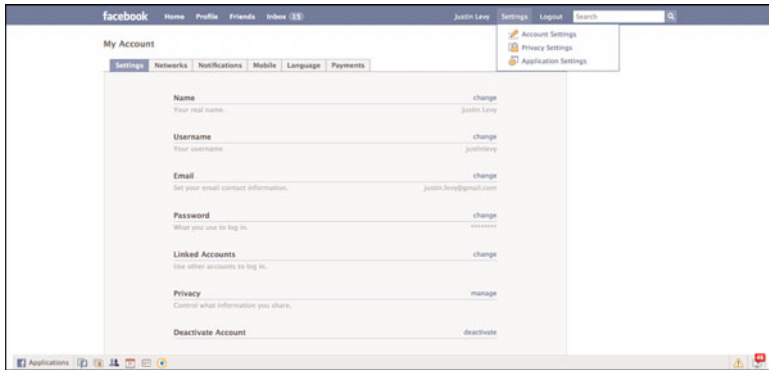 facebook Home Profile Friends Inbox 15 Justin Levy Settings Logout Search
Account Settings
Privacy Settings
Application Settings
My Account
Settings Networks Notifications Mobile Language Payments
Name change
Your real name. Justin Levy
Username change
Your username justinlevy
Email change
Set your email contact information. justin.levy@gmail.com
Password change
What you use to log in. ********
Linked Accounts change
Use other accounts to log in.
Privacy manage
Control what information you share.
Deactivate Account deactivate
Applications